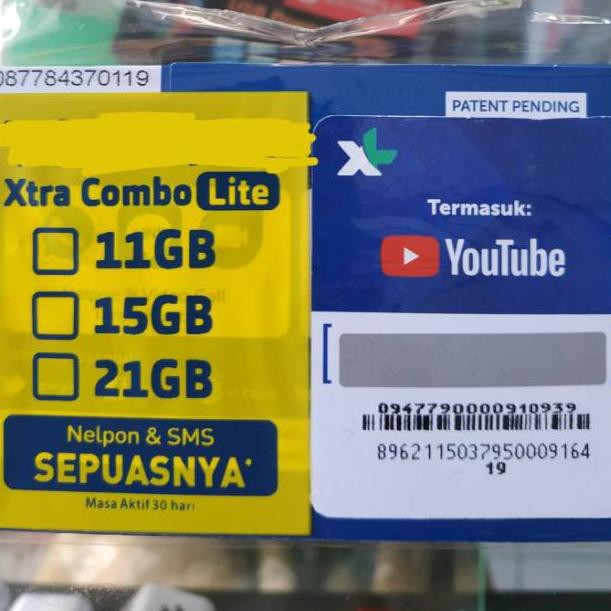 087784370119
PATENT PENDING
XL
Xtra Combo Lite
11GB
15GB
21GB
Nelpon & SMS
SEPUASNYA*
Masa Aktif 30 hari
Termasuk:
YouTube
0947790000910939
8962115037950009164
19